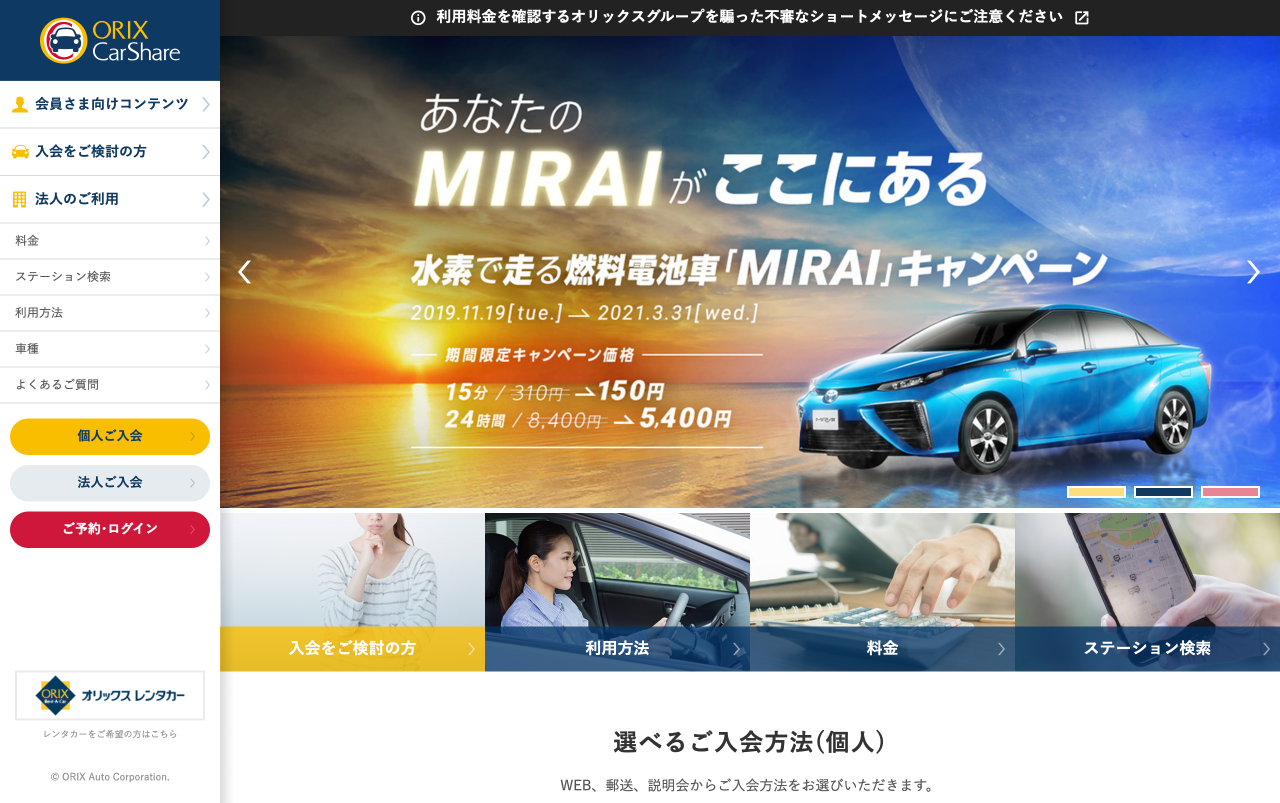 ORIX
CarShare
会員さま向けコンテンツ
入会をご検討の方
法人のご利用
料金
ステーション検索
利用方法
車種
よくあるご質問
個人ご入会
法人ご入会
ご予約・ログイン
ORIX
Rent-A-Car
オリックス レンタカー
レンタカーをご希望の方はこちら
© ORIX Auto Corporation.
利用料金を確認するオリックスグループを騙った不審なショートメッセージにご注意ください
あなたの
MIRAIがここにある
水素で走る燃料電池車「MIRAI」キャンペーン
2019.11.19[tue.] → 2021.3.31[wed.]
期間限定キャンペーン価格
15分 / 310円 → 150円
24時間 / 8,400円 → 5,400円
入会をご検討の方
利用方法
料金
ステーション検索
選べるご入会方法(個人)
WEB、郵送、説明会からご入会方法をお選びいただきます。